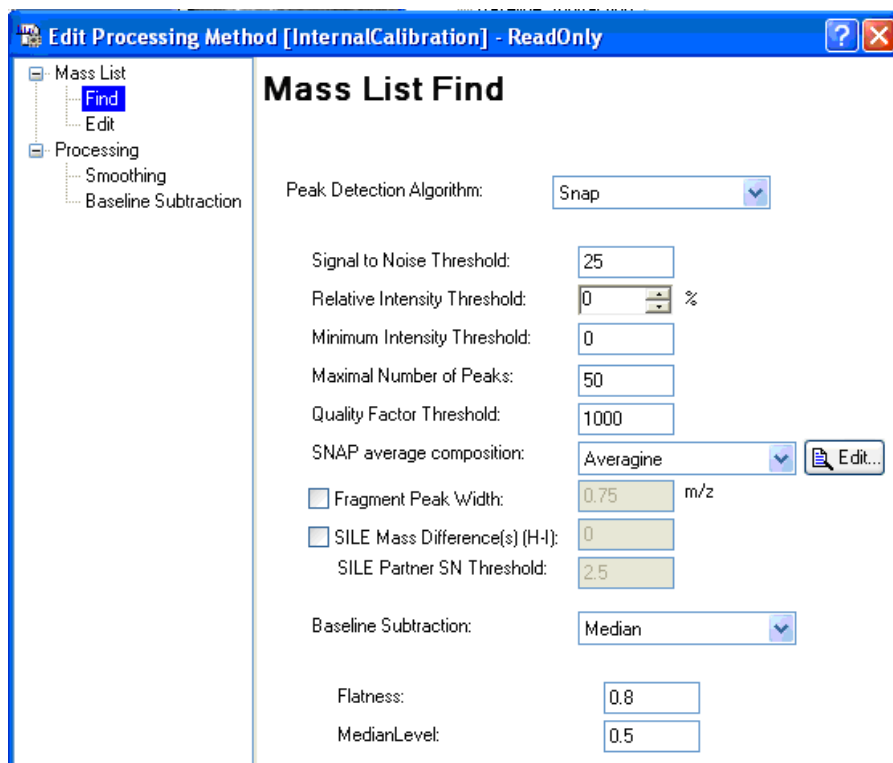 Edit Processing Method [InternalCalibration] - ReadOnly
Mass List
Find
Edit
Processing
Smoothing
Baseline Subtraction
Mass List Find
Peak Detection Algorithm: Snap
Signal to Noise Threshold: 25
Relative Intensity Threshold: 0 %
Minimum Intensity Threshold: 0
Maximal Number of Peaks: 50
Quality Factor Threshold: 1000
SNAP average composition: Averagine Edit...
Fragment Peak Width: 0.75 m/z
SILE Mass Difference(s) (H-l): 0
SILE Partner SN Threshold: 2.5
Baseline Subtraction: Median
Flatness: 0.8
MedianLevel: 0.5